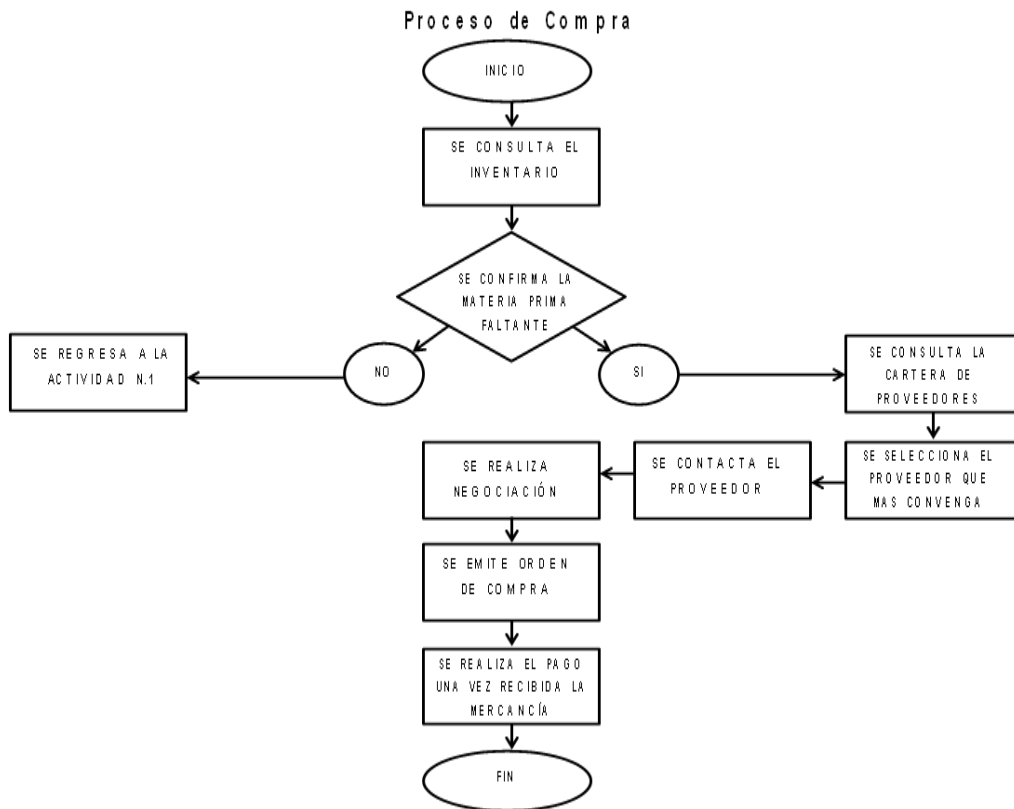 Proceso de Compra
INICIO
SE CONSULTA EL
INVENTARIO
SE CONFIRMA LA
MATERIA PRIMA
FALTANTE
SE REGRESA A LA
ACTIVIDAD N.1
NO
SI
SE CONSULTA LA
CARTERA DE
PROVEEDORES
SE SELECCIONA EL
PROVEEDOR QUE
MAS CONVENGA
SE CONTACTA EL
PROVEEDOR
SE REALIZA
NEGOCIACIÓN
SE EMITE ORDEN
DE COMPRA
SE REALIZA EL PAGO
UNA VEZ RECIBIDA LA
MERCANCÍA
FIN